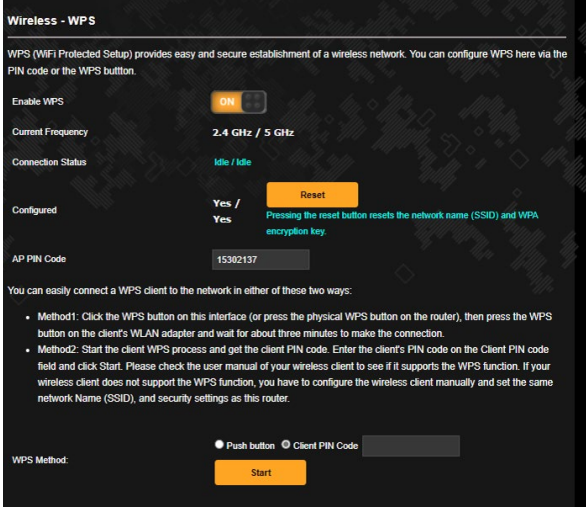 Wireless - WPS
WPS (WiFi Protected Setup) provides easy and secure establishment of a wireless network. You can configure WPS here via the
PIN code or the WPS buttton.
Enable WPS
ON
Current Frequency
2.4 GHz / 5 GHz
Connection Status
Idle / Idle
Configured
Yes /
Yes
Reset
Pressing the reset button resets the network name (SSID) and WPA
encryption key.
AP PIN Code
15302137
You can easily connect a WPS client to the network in either of these two ways:
• Method1: Click the WPS button on this interface (or press the physical WPS button on the router), then press the WPS
button on the client's WLAN adapter and wait for about three minutes to make the connection.
• Method2: Start the client WPS process and get the client PIN code. Enter the client's PIN code on the Client PIN code
field and click Start. Please check the user manual of your wireless client to see if it supports the WPS function. If your
wireless client does not support the WPS function, you have to configure the wireless client manually and set the same
network Name (SSID), and security settings as this router.
WPS Method:
Push button Client PIN Code
Start